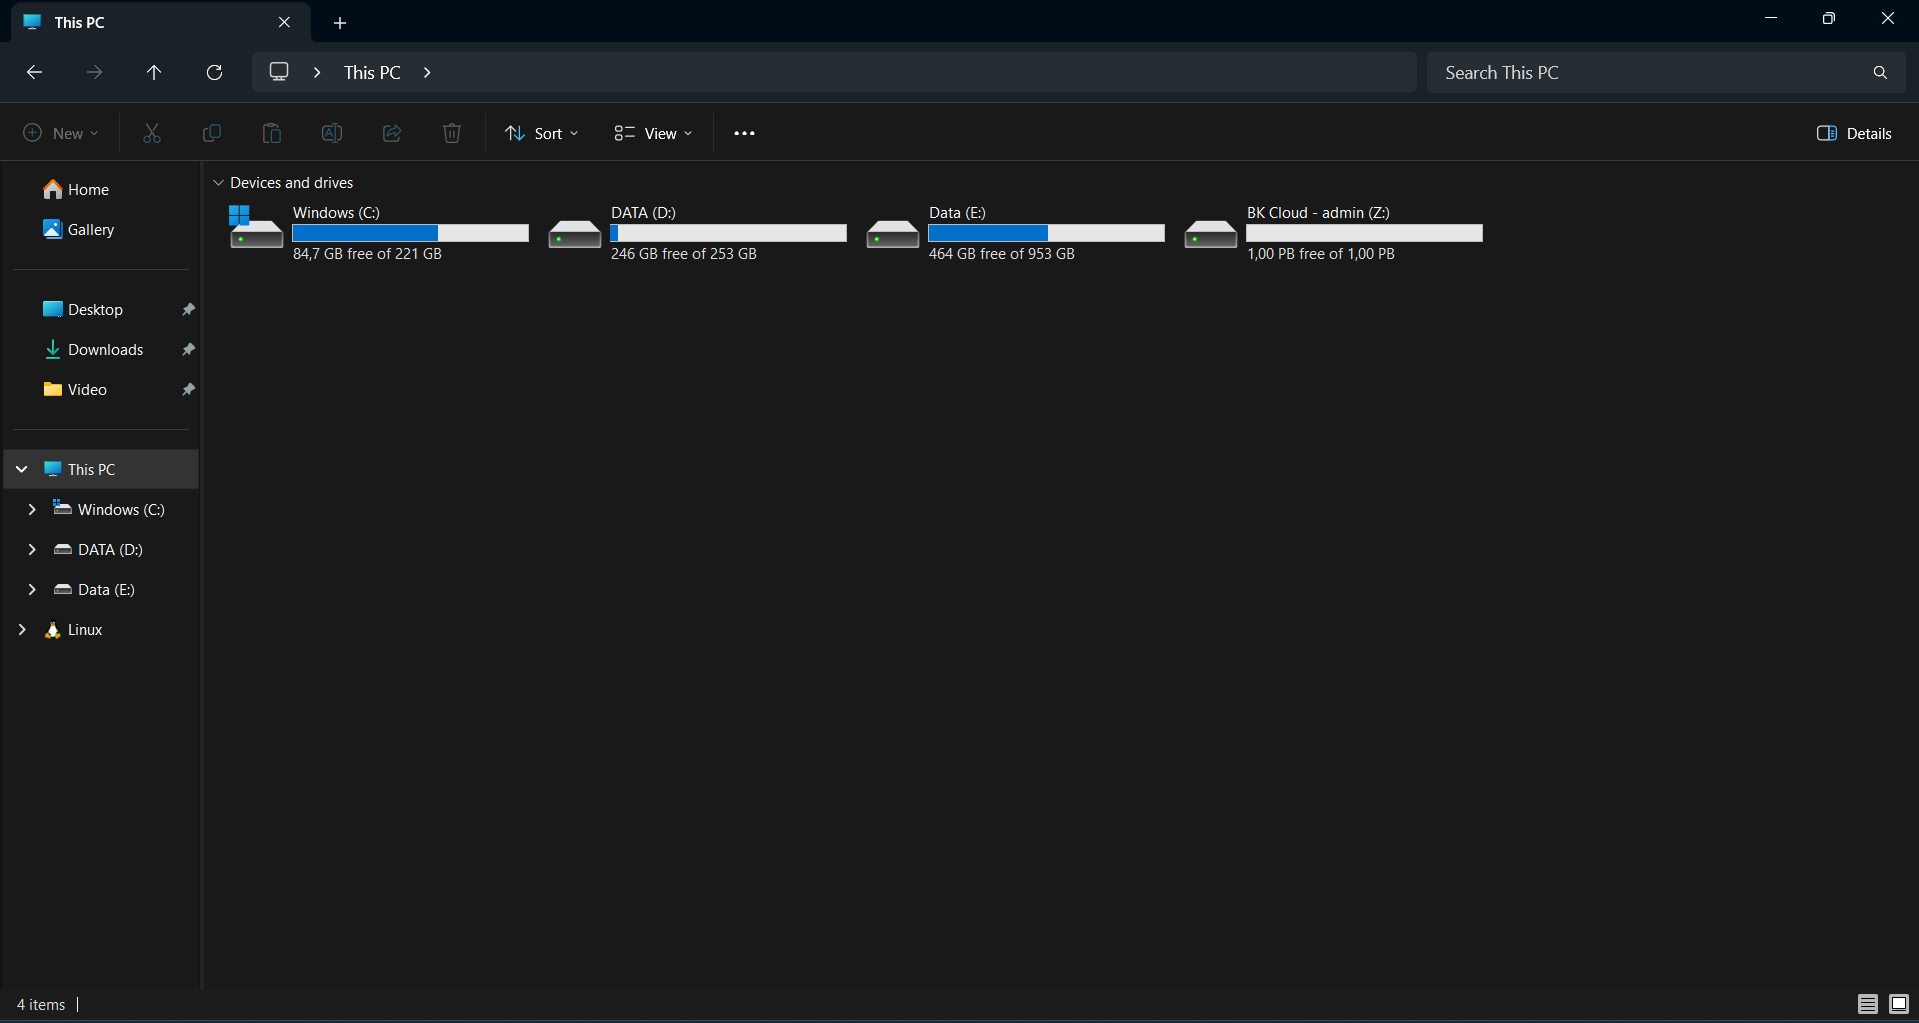 This PC
This PC
Search This PC
New
Sort
View
Details
Home
Gallery
Desktop
Downloads
Video
This PC
Windows (C:)
DATA (D:)
Data (E:)
Linux
Devices and drives
Windows (C:)
84,7 GB free of 221 GB
DATA (D:)
246 GB free of 253 GB
Data (E:)
464 GB free of 953 GB
BK Cloud - admin (Z:)
1,00 PB free of 1,00 PB
4 items